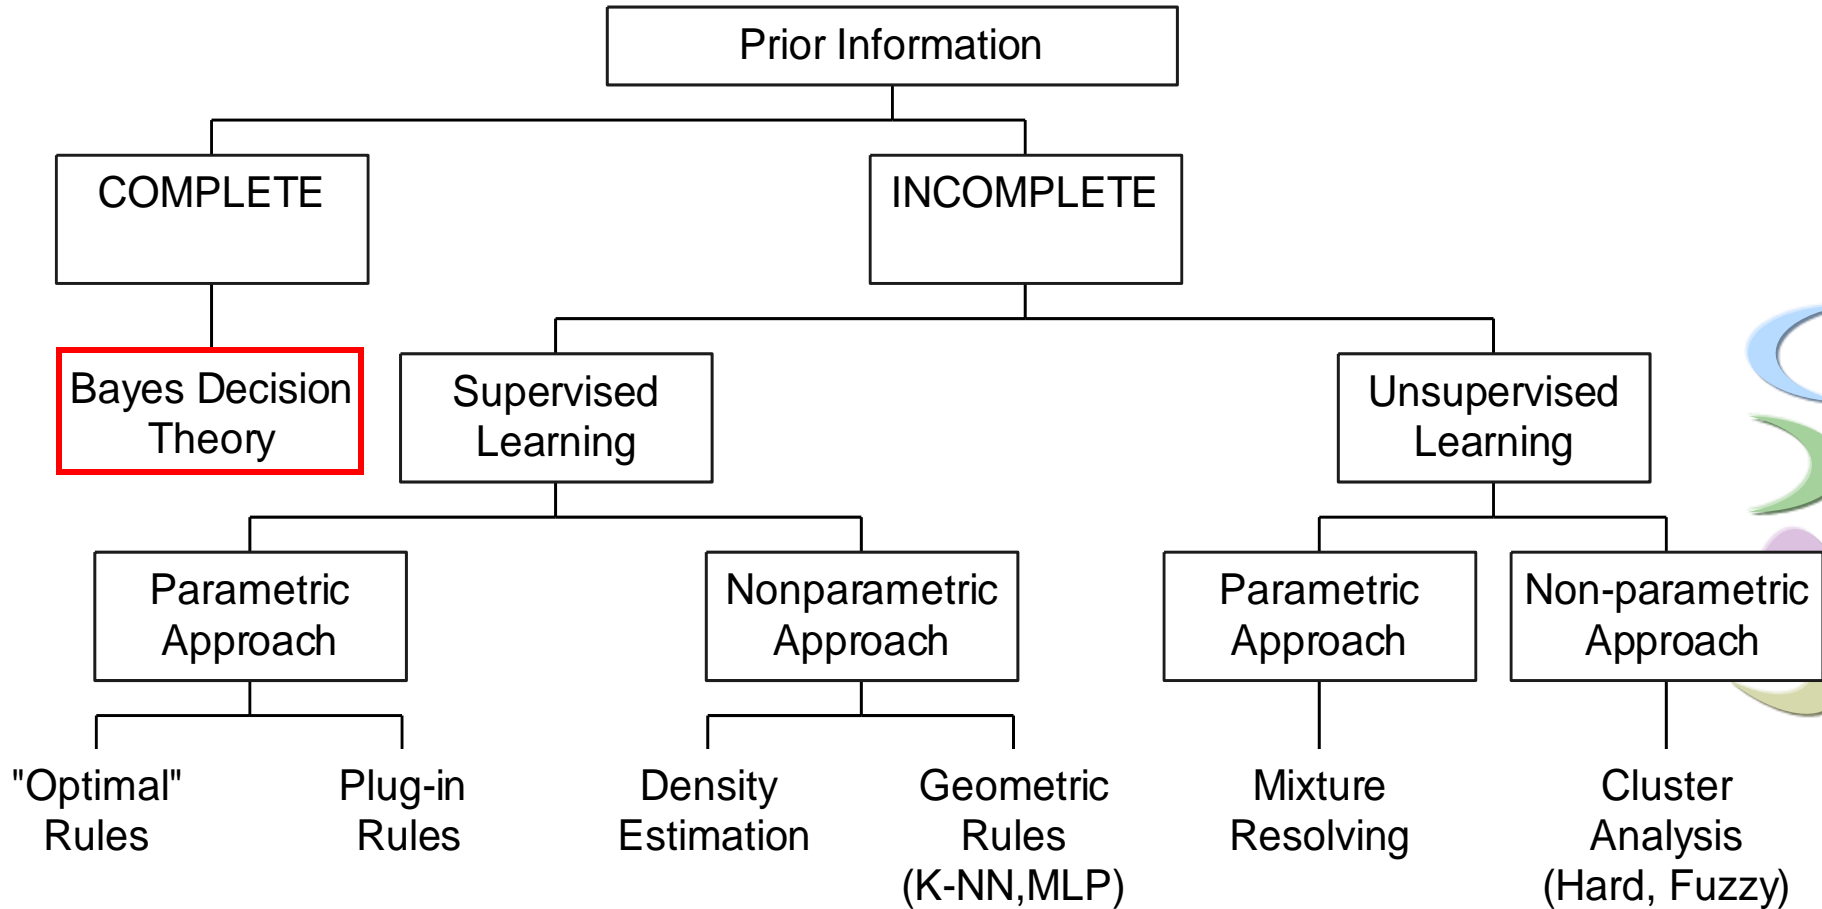 Prior Information
COMPLETE
INCOMPLETE
Bayes Decision
Theory
Supervised
Learning
Unsupervised
Learning
Parametric
Approach
Nonparametric
Approach
Parametric
Approach
Non-parametric
Approach
"Optimal"
Rules
Plug-in
Rules
Density
Estimation
Geometric
Rules
(K-NN,MLP)
Mixture
Resolving
Cluster
Analysis
(Hard, Fuzzy)